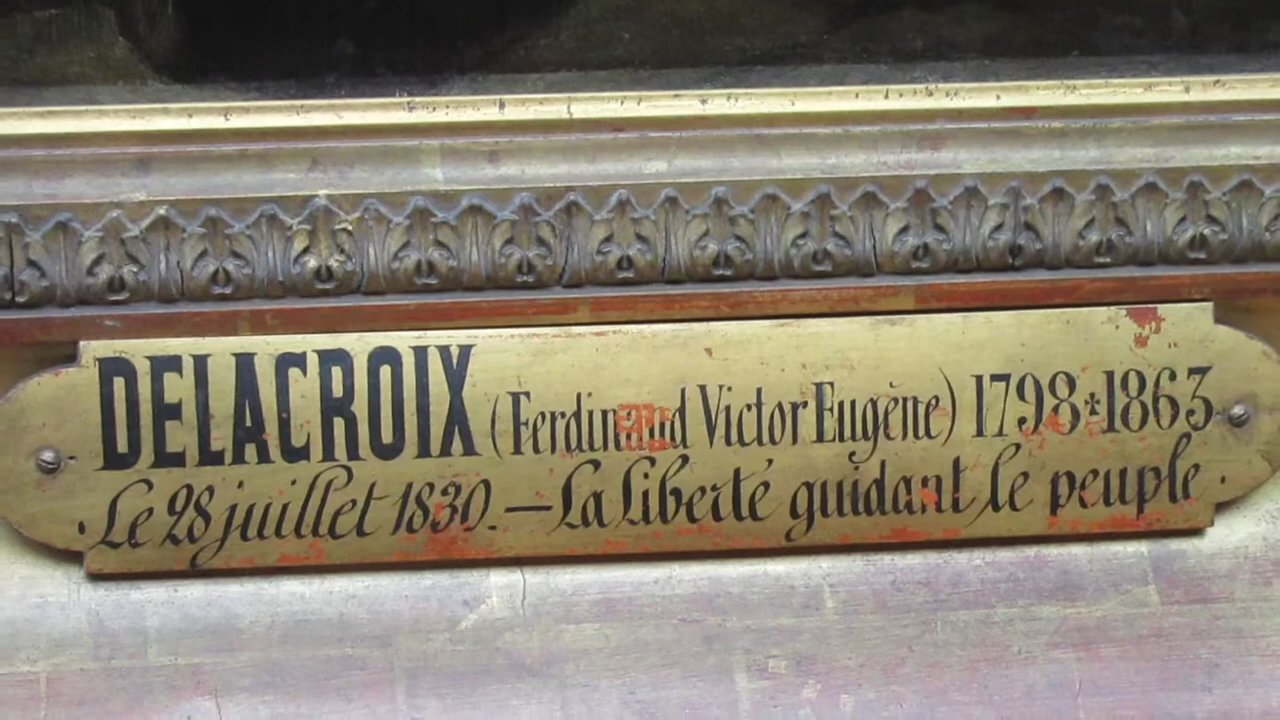 DELACROIX (Ferdinand Victor Eugène) 1798*1863
Le 28 juillet 1830. — La Liberté guidant le peuple.